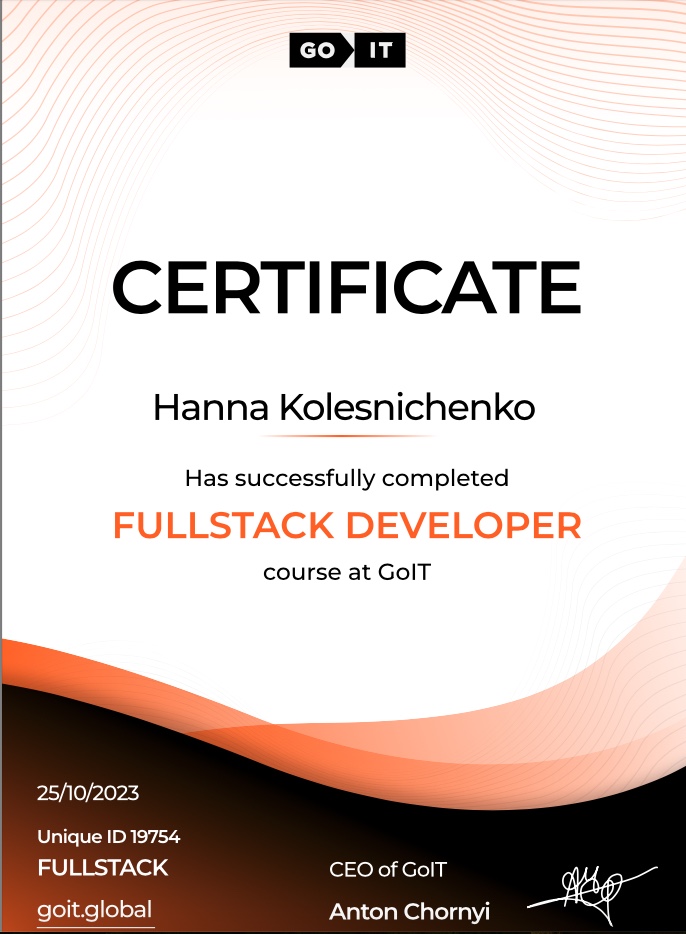 GO IT
CERTIFICATE
Hanna Kolesnichenko
Has successfully completed
FULLSTACK DEVELOPER
course at GoIT
25/10/2023
Unique ID 19754
FULLSTACK
goit.global
CEO of GoIT
Anton Chornyi